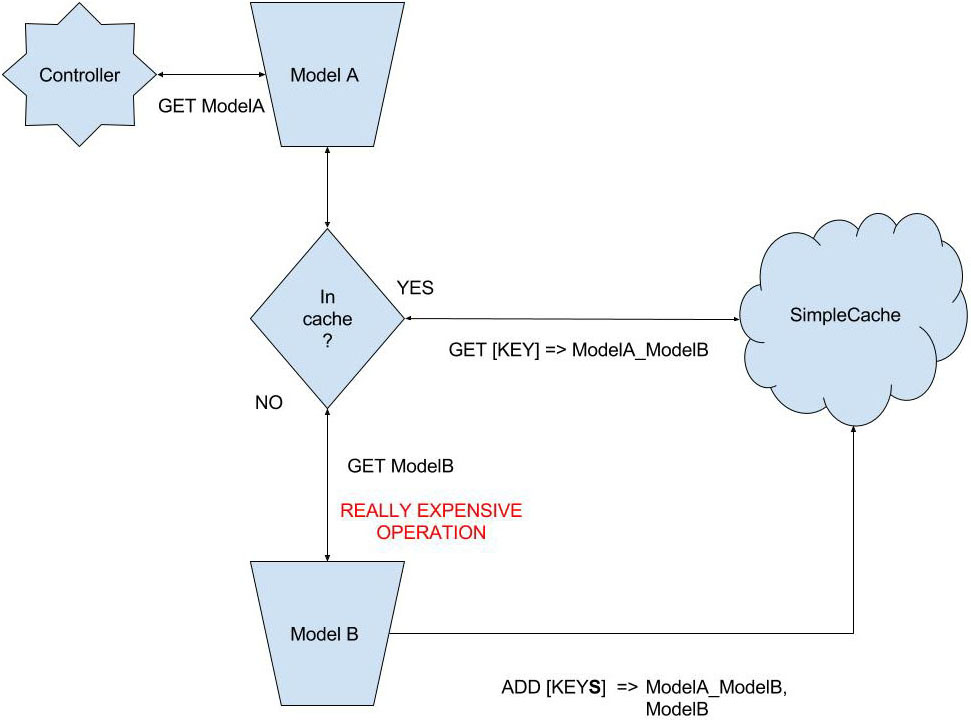 Controller
Model A
GET ModelA
In
cache
?
YES
SimpleCache
GET [KEY] => ModelA_ModelB
NO
GET ModelB
REALLY EXPENSIVE
OPERATION
Model B
ADD [KEYS] => ModelA_ModelB,
ModelB